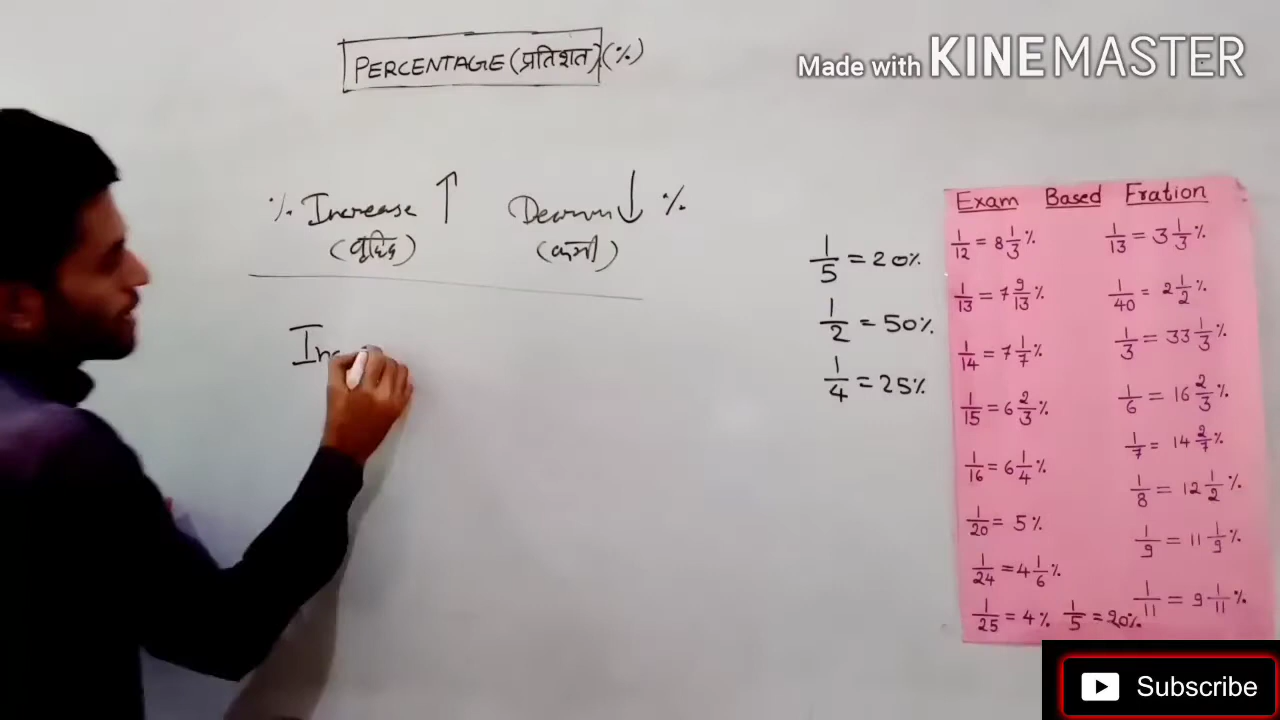 PERCENTAGE (प्रतिशत) (%)
Made with KINEMASTER
% Increase ↑ ↓ %
(वृद्धि) (कमी)
In
1/5 = 20%
1/2 = 50%
1/4 = 25%
Exam Based Fration
1/12 = 8 1/3% 1/13 = 3 1/3%
1/13 = 7 9/13% 1/40 = 2 1/2%
1/14 = 7 1/7% 1/3 = 33 1/3%
1/15 = 6 2/3% 1/6 = 16 2/3%
1/16 = 6 1/4% 1/7 = 14 2/7%
1/20 = 5% 1/8 = 12 1/2%
1/24 = 4 1/6% 1/9 = 11 1/9%
1/25 = 4% 1/5 = 20% 1/11 = 9 1/11%
Subscribe